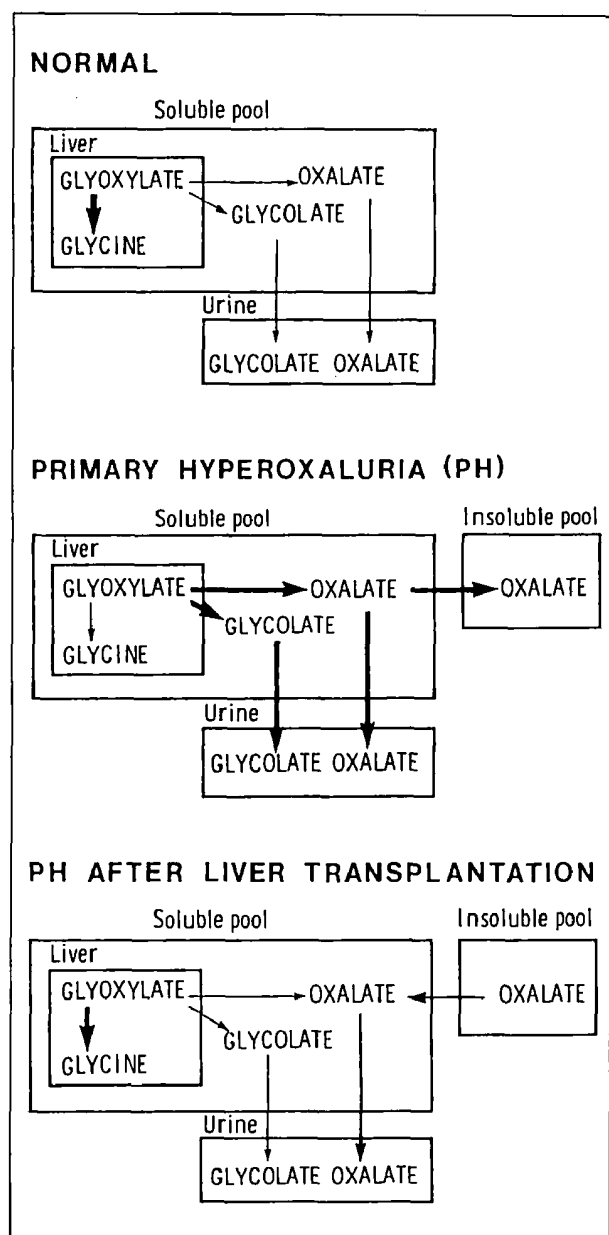 NORMAL
Soluble pool
Liver
GLYOXYLATE OXALATE
GLYCOLATE
GLYCINE
Urine
GLYCOLATE OXALATE
PRIMARY HYPEROXALURIA (PH)
Soluble pool Insoluble pool
Liver
GLYOXYLATE OXALATE OXALATE
GLYCOLATE
GLYCINE
Urine
GLYCOLATE OXALATE
PH AFTER LIVER TRANSPLANTATION
Soluble pool Insoluble pool
Liver
GLYOXYLATE OXALATE OXALATE
GLYCOLATE
GLYCINE
Urine
GLYCOLATE OXALATE